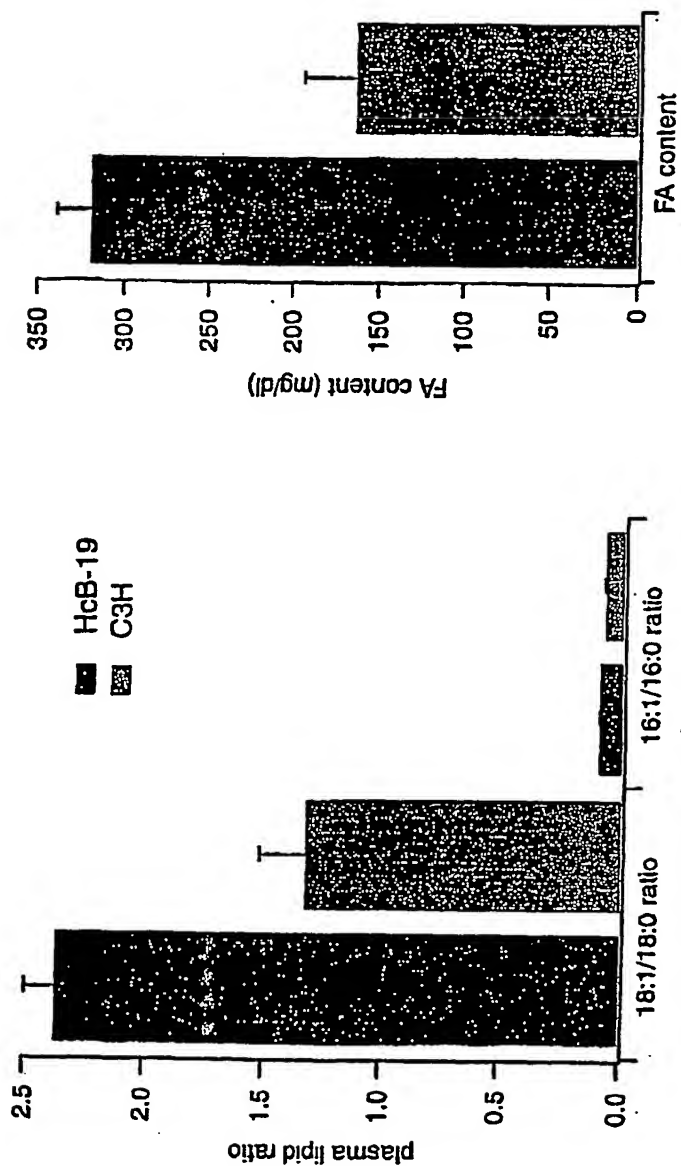 plasma lipid ratio
2.5
2.0
1.5
1.0
0.5
0.0
HcB-19
C3H
18:1/18:0 ratio
16:1/16:0 ratio
FA content (mg/dl)
350
300
250
200
150
100
50
0
FA content